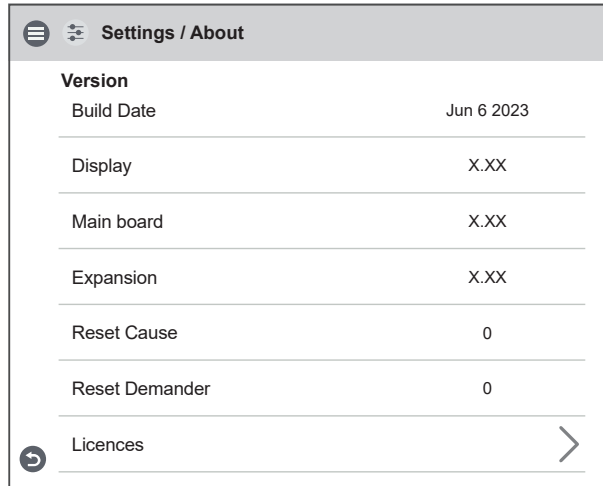 Settings / About
Version
Build Date Jun 6 2023
Display X.XX
Main board X.XX
Expansion X.XX
Reset Cause 0
Reset Demander 0
Licences